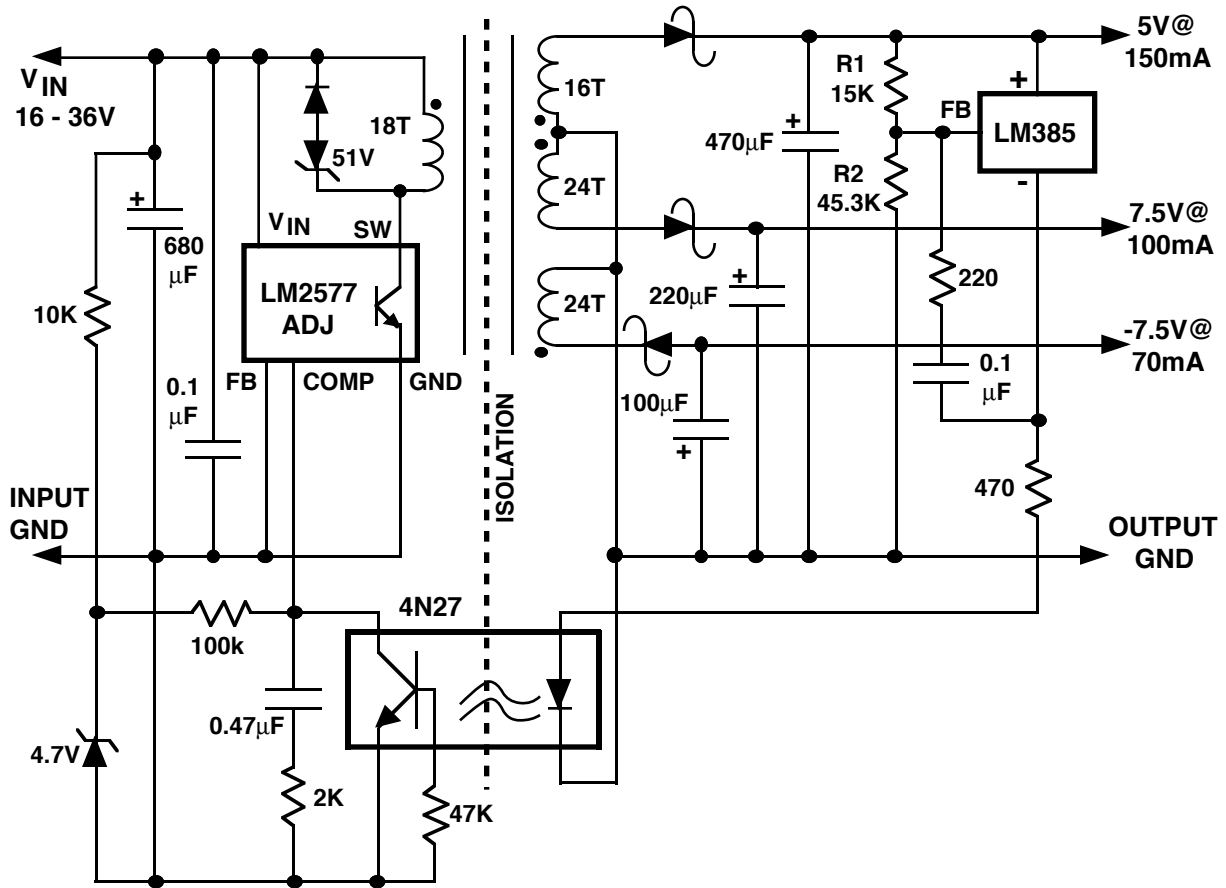 V IN
16 - 36V
18T
51V
680
µF
10K
0.1
µF
VIN
SW
LM2577
ADJ
FB
COMP
GND
INPUT
GND
100k
0.47µF
2K
4.7V
4N27
47K
ISOLATION
16T
24T
24T
470µF
220µF
100µF
+
+
+
+
R1
15K
R2
45.3K
FB
+
LM385
-
220
0.1
µF
470
5V@
150mA
7.5V@
100mA
-7.5V@
70mA
OUTPUT
GND